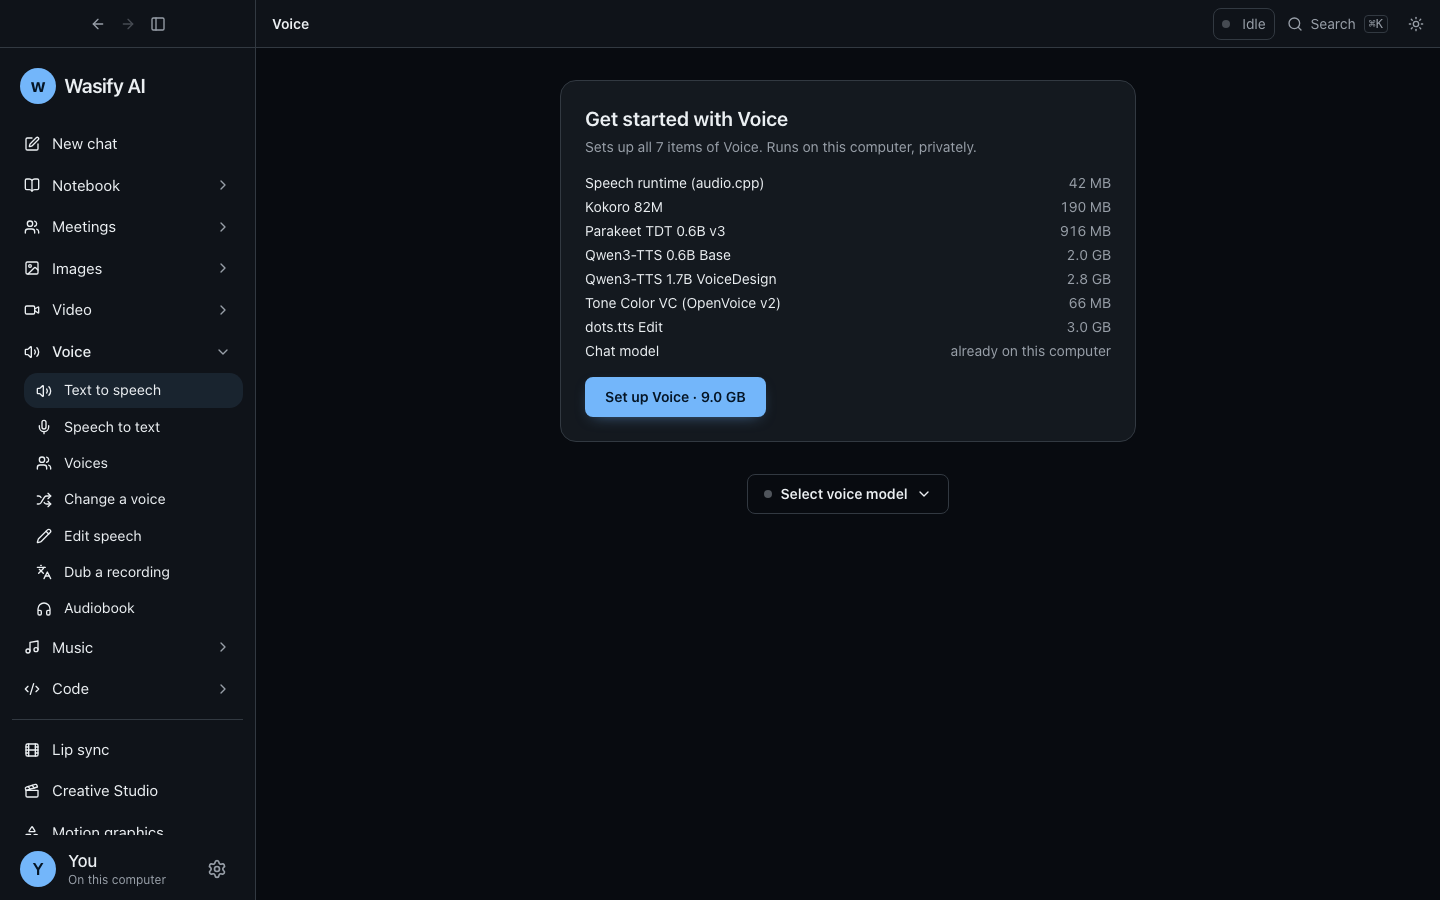 Voice
Idle
Search ⌘K
W Wasify AI
New chat
Notebook
Meetings
Images
Video
Voice
Text to speech
Speech to text
Voices
Change a voice
Edit speech
Dub a recording
Audiobook
Music
Code
Lip sync
Creative Studio
Motion graphics
Y You
On this computer
Get started with Voice
Sets up all 7 items of Voice. Runs on this computer, privately.
Speech runtime (audio.cpp) 42 MB
Kokoro 82M 190 MB
Parakeet TDT 0.6B v3 916 MB
Qwen3-TTS 0.6B Base 2.0 GB
Qwen3-TTS 1.7B VoiceDesign 2.8 GB
Tone Color VC (OpenVoice v2) 66 MB
dots.tts Edit 3.0 GB
Chat model already on this computer
Set up Voice · 9.0 GB
Select voice model